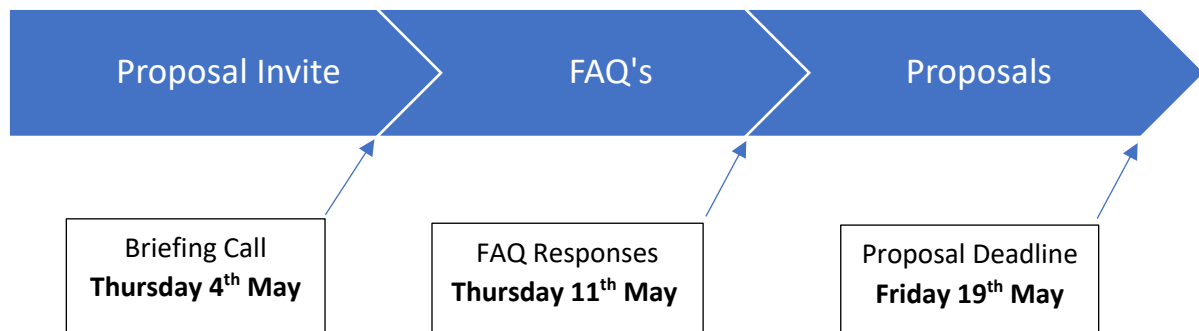 Proposal Invite
FAQ's
Proposals
Briefing Call
Thursday 4th May
FAQ Responses
Thursday 11th May
Proposal Deadline
Friday 19th May